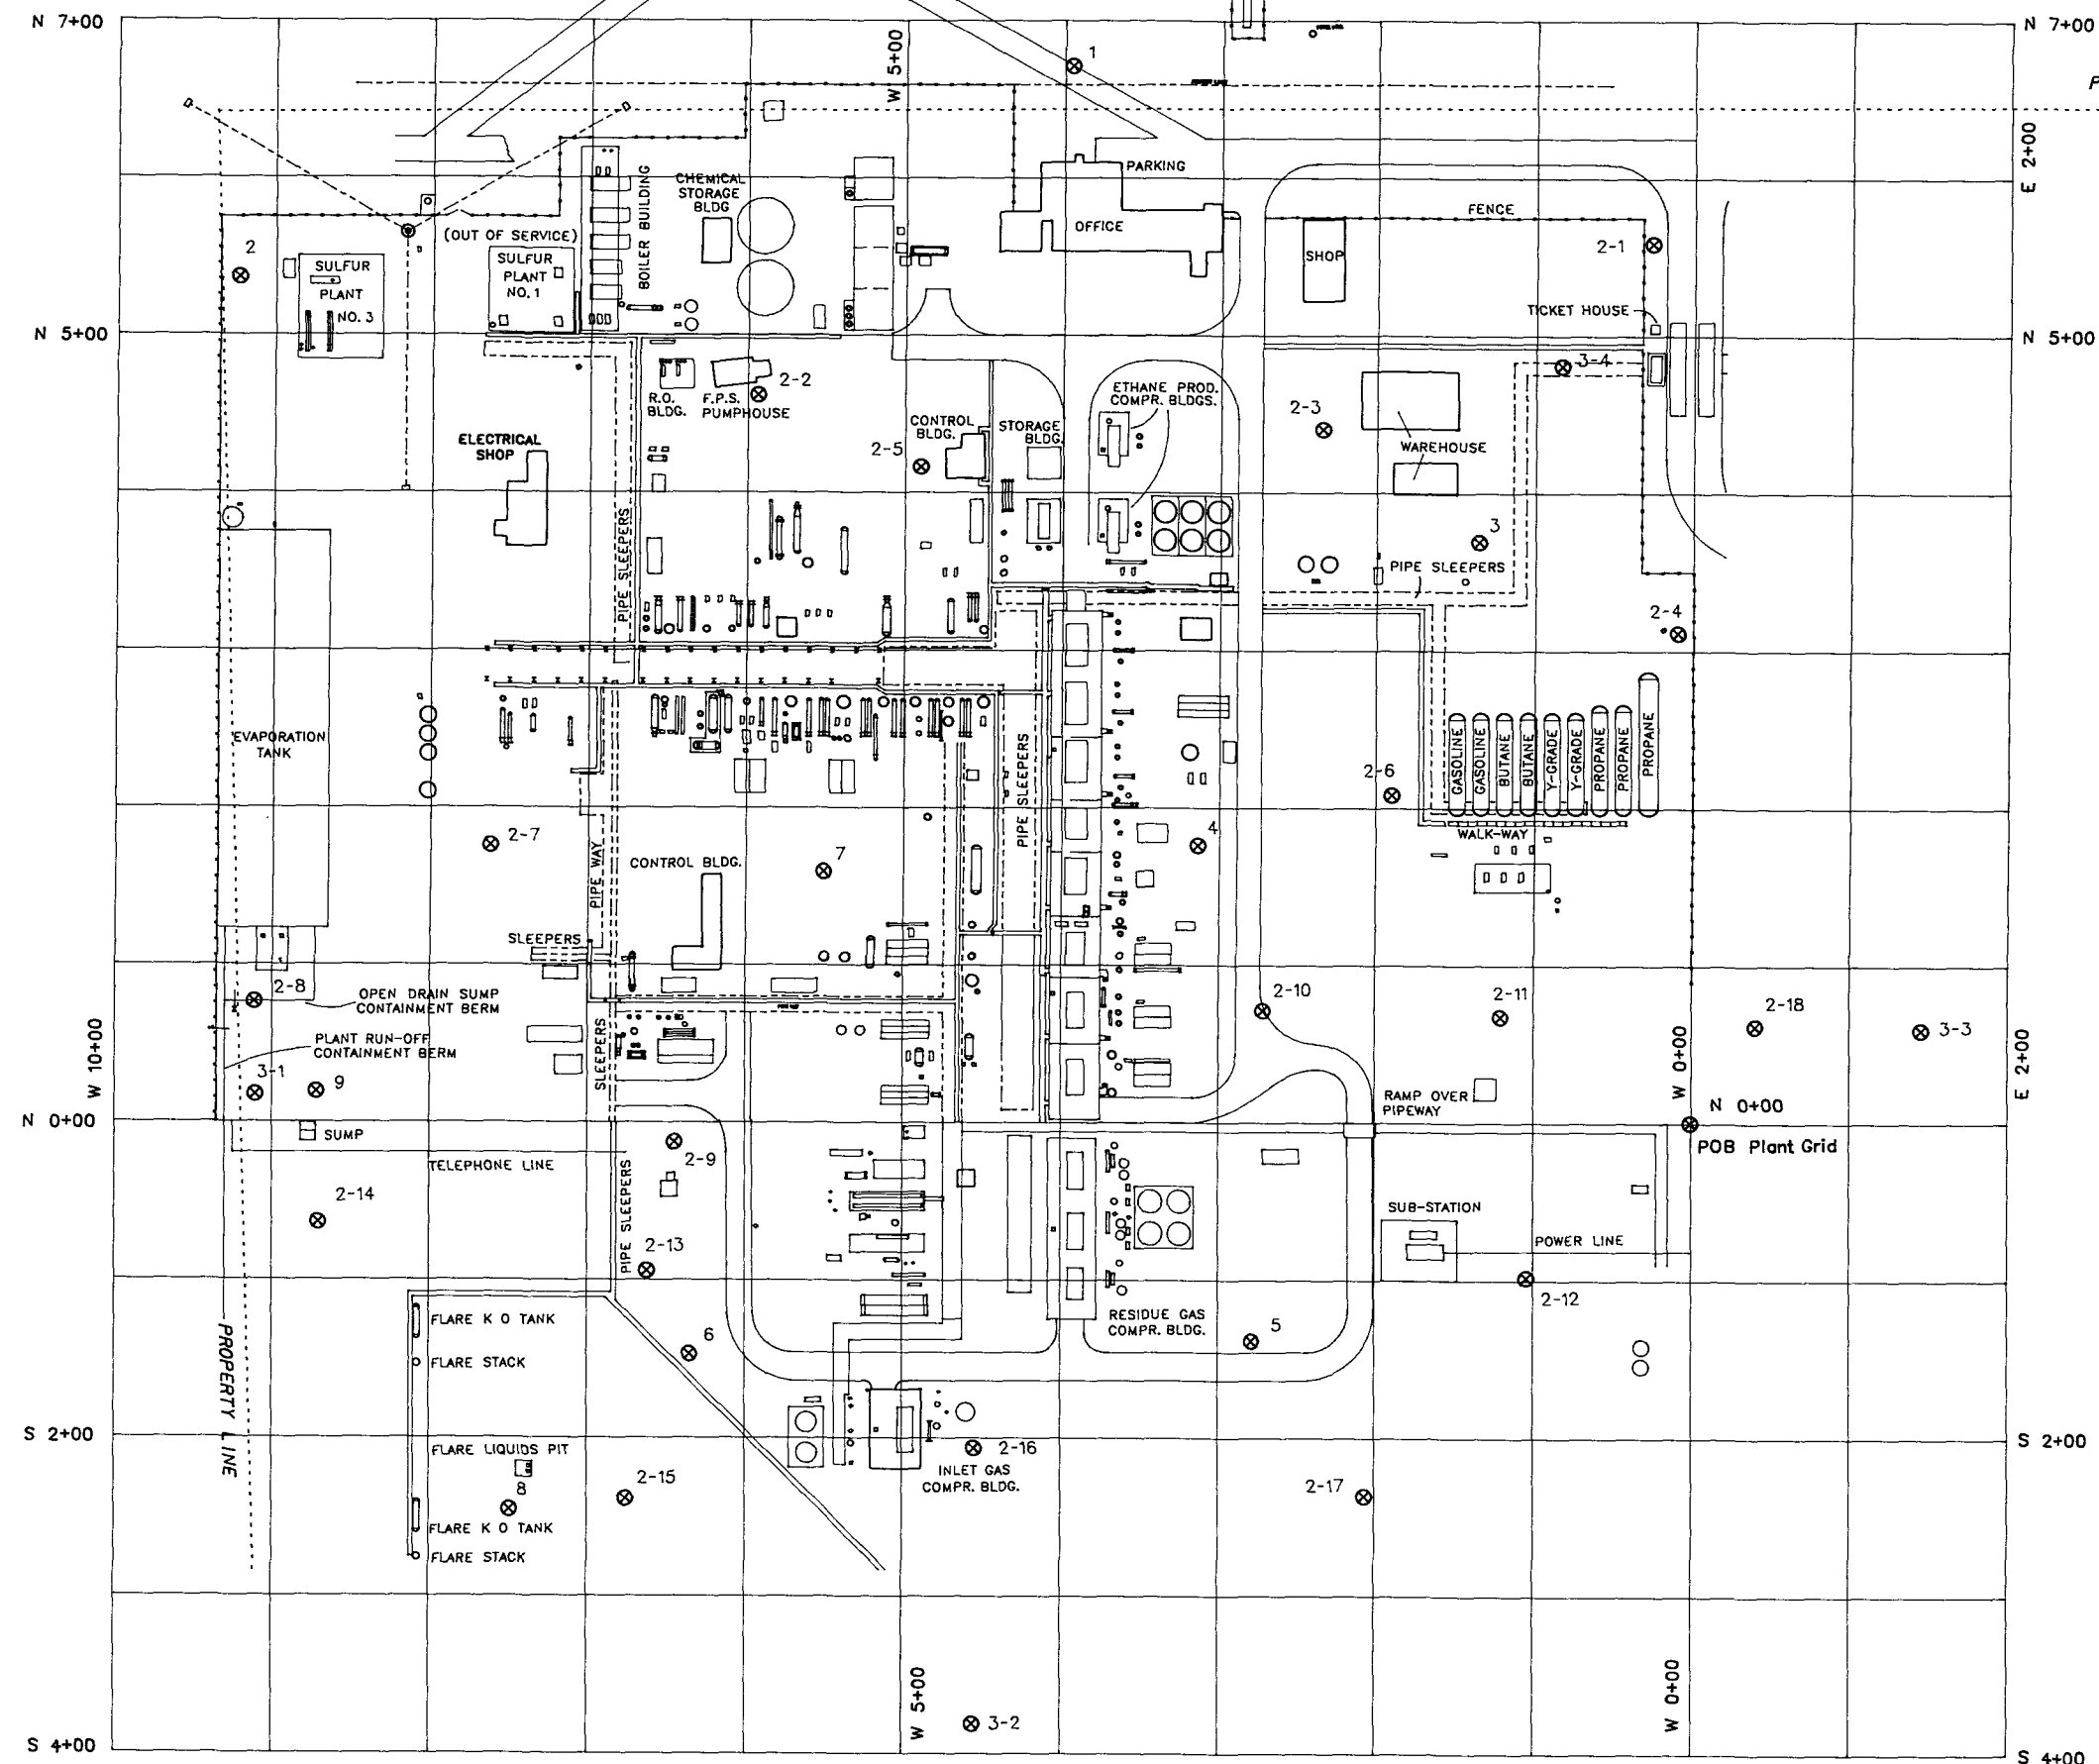 N 7+00
N 7+00
W 5+00
1
P
E 2+00
PARKING
CHEMICAL
STORAGE
BLDG
BOILER BUILDING
FENCE
OFFICE
(OUT OF SERVICE)
2
2-1
SULFUR
PLANT
NO. 3
SULFUR
PLANT
NO. 1
SHOP
TICKET HOUSE
N 5+00
N 5+00
3-4
2-2
ETHANE PROD.
COMPR. BLDGS.
R.O.
BLDG.
F.P.S.
PUMPHOUSE
2-3
CONTROL
BLDG.
STORAGE
BLDG.
ELECTRICAL
SHOP
2-5
WAREHOUSE
3
PIPE SLEEPERS
PIPE SLEEPERS
2-4
EVAPORATION
TANK
PIPE SLEEPERS
GASOLINE
GASOLINE
BUTANE
BUTANE
Y-GRADE
Y-GRADE
PROPANE
PROPANE
PROPANE
2-6
WALK-WAY
2-7
4
7
CONTROL BLDG.
PIPE WAY
SLEEPERS
2-8
OPEN DRAIN SUMP
CONTAINMENT BERM
2-10
2-11
2-18
3-3
W 10+00
PLANT RUN-OFF
CONTAINMENT BERM
SLEEPERS
W 0+00
E 2+00
3-1
9
RAMP OVER
PIPEWAY
N 0+00
N 0+00
POB Plant Grid
SUMP
TELEPHONE LINE
2-9
PIPE SLEEPERS
2-14
SUB-STATION
2-13
POWER LINE
2-12
FLARE K O TANK
RESIDUE GAS
COMPR. BLDG.
5
6
FLARE STACK
PROPERTY LINE
S 2+00
S 2+00
FLARE LIQUIDS PIT
2-16
INLET GAS
COMPR. BLDG.
8
2-15
2-17
FLARE K O TANK
FLARE STACK
W 5+00
W 0+00
3-2
S 4+00
S 4+00